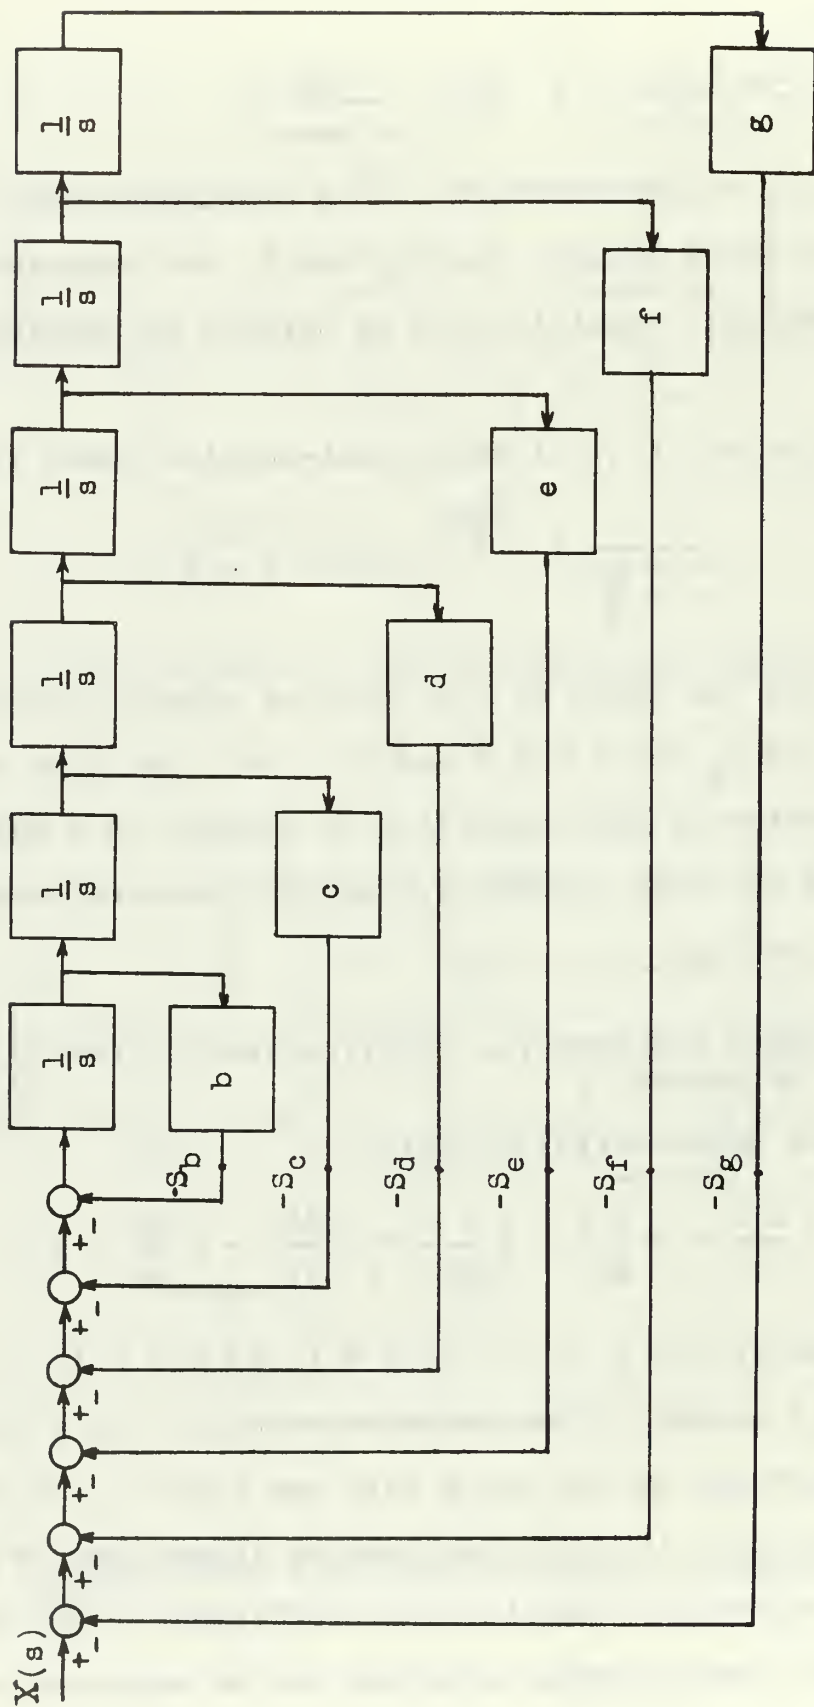 X(s)
+
-
+
-
+
-
+
-
+
-
+
-
1/s
1/s
1/s
1/s
1/s
1/s
-S_b
b
-S_c
c
-S_d
d
-S_e
e
-S_f
f
-S_g
g